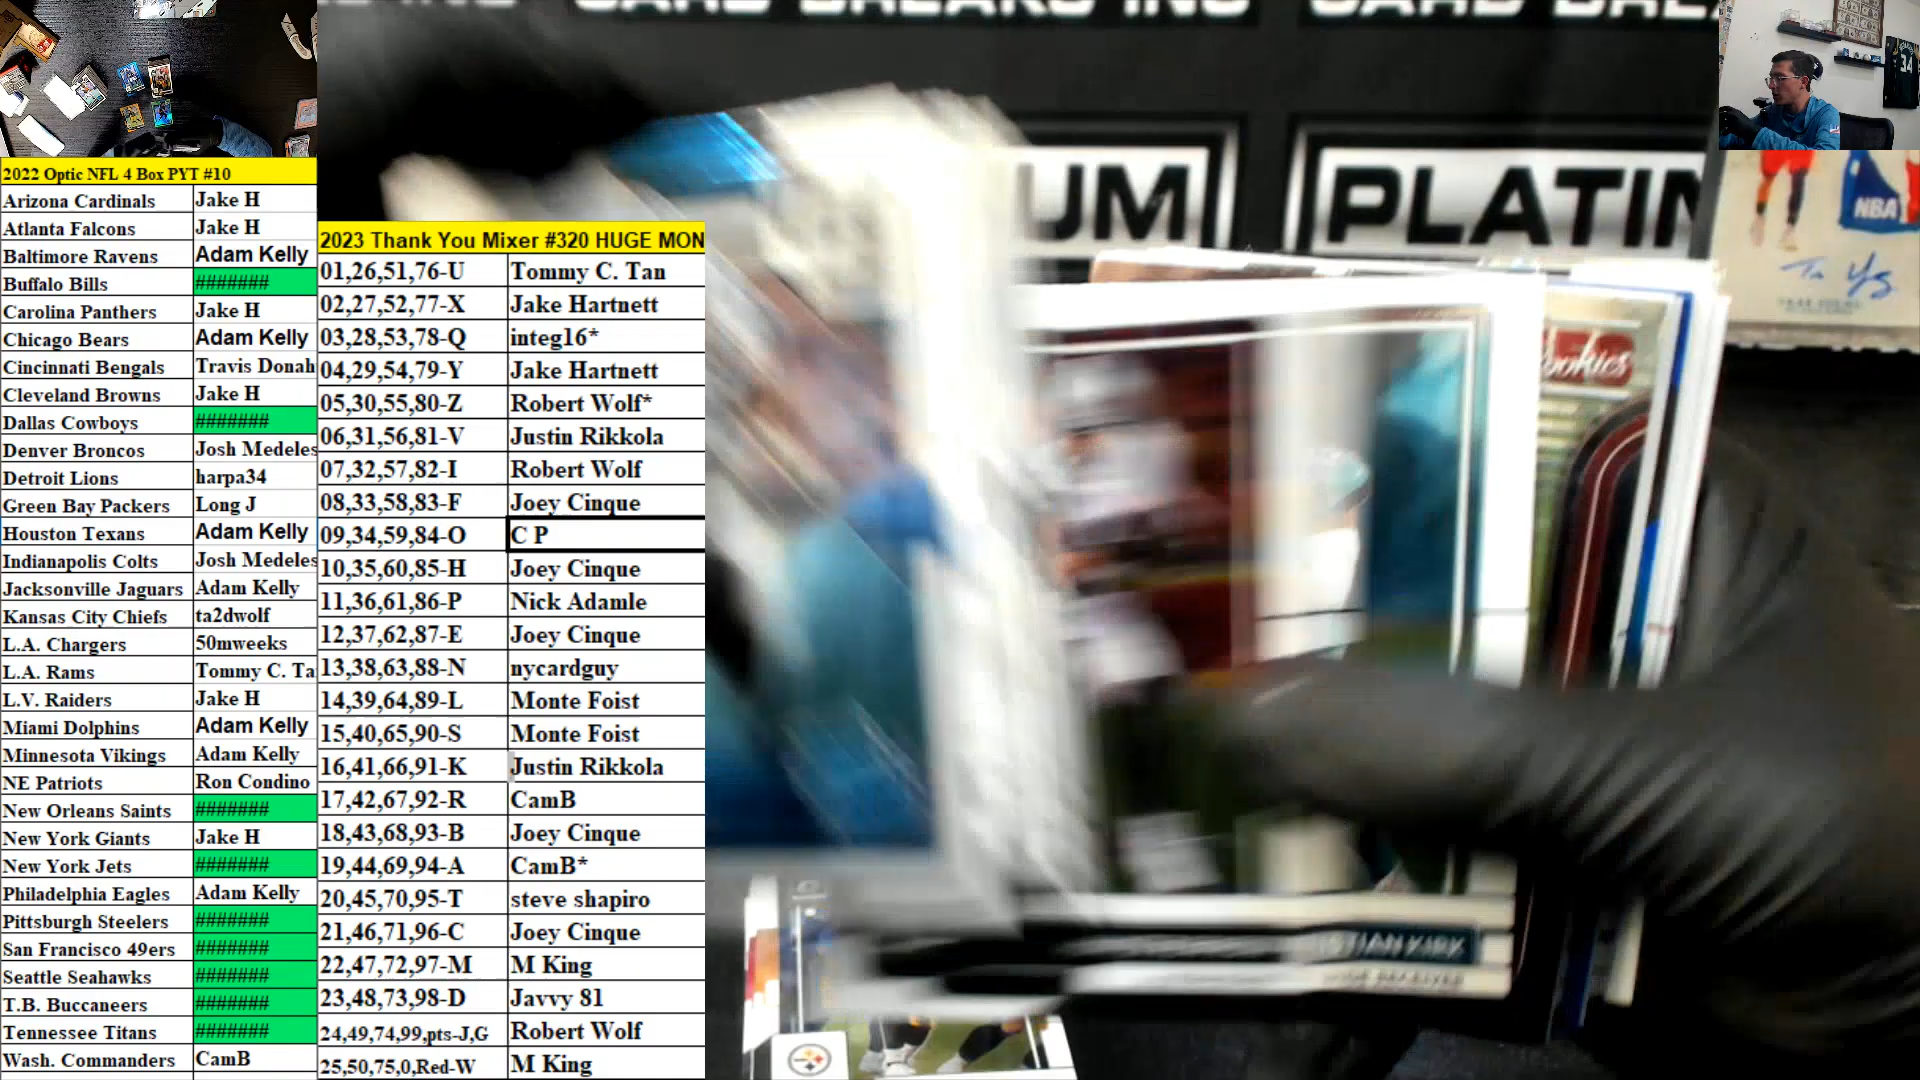 CARD BREAKS INC
2022 Optic NFL 4 Box PYT #10
Arizona Cardinals Jake H
Atlanta Falcons Jake H
Baltimore Ravens Adam Kelly
Buffalo Bills #######
Carolina Panthers Jake H
Chicago Bears Adam Kelly
Cincinnati Bengals Travis Donah
Cleveland Browns Jake H
Dallas Cowboys #######
Denver Broncos Josh Medeles
Detroit Lions harpa34
Green Bay Packers Long J
Houston Texans Adam Kelly
Indianapolis Colts Josh Medeles
Jacksonville Jaguars Adam Kelly
Kansas City Chiefs ta2dwolf
L.A. Chargers 50mweeks
L.A. Rams Tommy C. Ta
L.V. Raiders Jake H
Miami Dolphins Adam Kelly
Minnesota Vikings Adam Kelly
NE Patriots Ron Condino
New Orleans Saints #######
New York Giants Jake H
New York Jets #######
Philadelphia Eagles Adam Kelly
Pittsburgh Steelers #######
San Francisco 49ers #######
Seattle Seahawks #######
T.B. Buccaneers #######
Tennessee Titans #######
Wash. Commanders CamB
2023 Thank You Mixer #320 HUGE MON
01,26,51,76-U Tommy C. Tan
02,27,52,77-X Jake Hartnett
03,28,53,78-Q integ16*
04,29,54,79-Y Jake Hartnett
05,30,55,80-Z Robert Wolf*
06,31,56,81-V Justin Rikkola
07,32,57,82-I Robert Wolf
08,33,58,83-F Joey Cinque
09,34,59,84-O C P
10,35,60,85-H Joey Cinque
11,36,61,86-P Nick Adamle
12,37,62,87-E Joey Cinque
13,38,63,88-N nycardguy
14,39,64,89-L Monte Foist
15,40,65,90-S Monte Foist
16,41,66,91-K Justin Rikkola
17,42,67,92-R CamB
18,43,68,93-B Joey Cinque
19,44,69,94-A CamB*
20,45,70,95-T steve shapiro
21,46,71,96-C Joey Cinque
22,47,72,97-M M King
23,48,73,98-D Javvy 81
24,49,74,99,pts-J,G Robert Wolf
25,50,75,0,Red-W M King
UM
PLATIN
NBA
34
STIAN KIRK